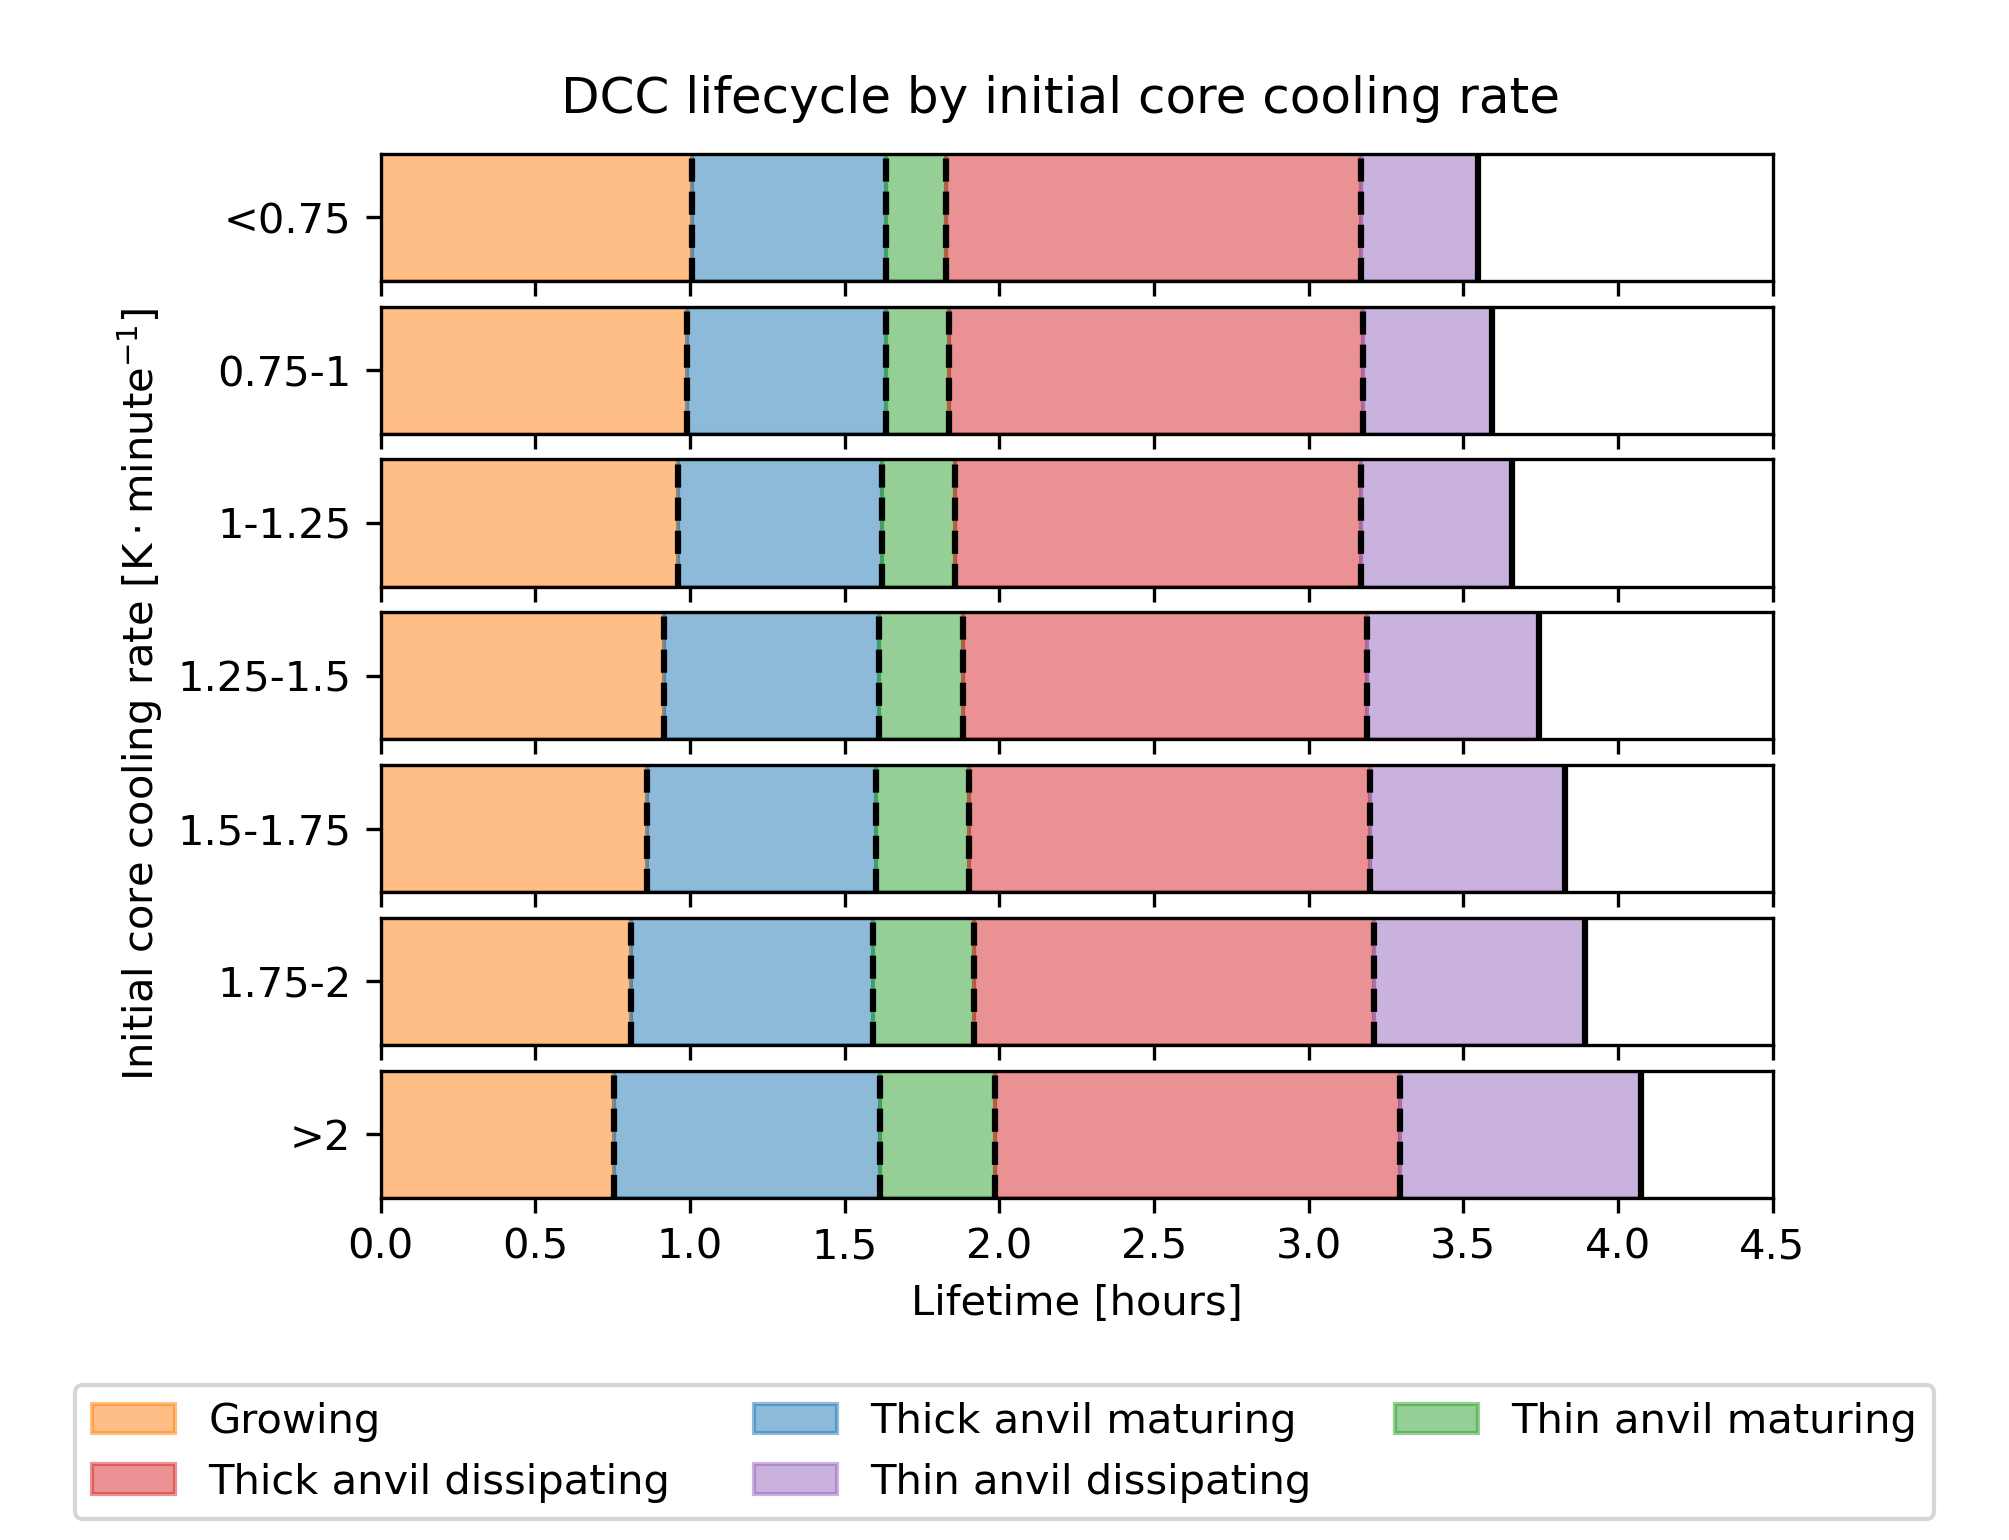 DCC lifecycle by initial core cooling rate
Initial core cooling rate [K · minute⁻¹]
<0.75
0.75-1
1-1.25
1.25-1.5
1.5-1.75
1.75-2
>2
0.0 0.5 1.0 1.5 2.0 2.5 3.0 3.5 4.0 4.5
Lifetime [hours]
Growing Thick anvil maturing Thin anvil maturing
Thick anvil dissipating Thin anvil dissipating